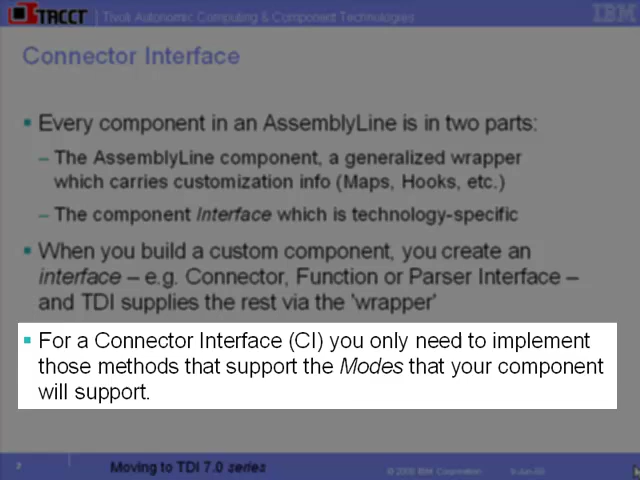 TACCT | Tivoli Autonomic Computing & Component Technologies IBM
Connector Interface
Every component in an AssemblyLine is in two parts:
– The AssemblyLine component, a generalized wrapper
which carries customization info (Maps, Hooks, etc.)
– The component Interface which is technology-specific
When you build a custom component, you create an
interface – e.g. Connector, Function or Parser Interface –
and TDI supplies the rest via the 'wrapper'
For a Connector Interface (CI) you only need to implement
those methods that support the Modes that your component
will support.
Moving to TDI 7.0 series
IBM Corporation